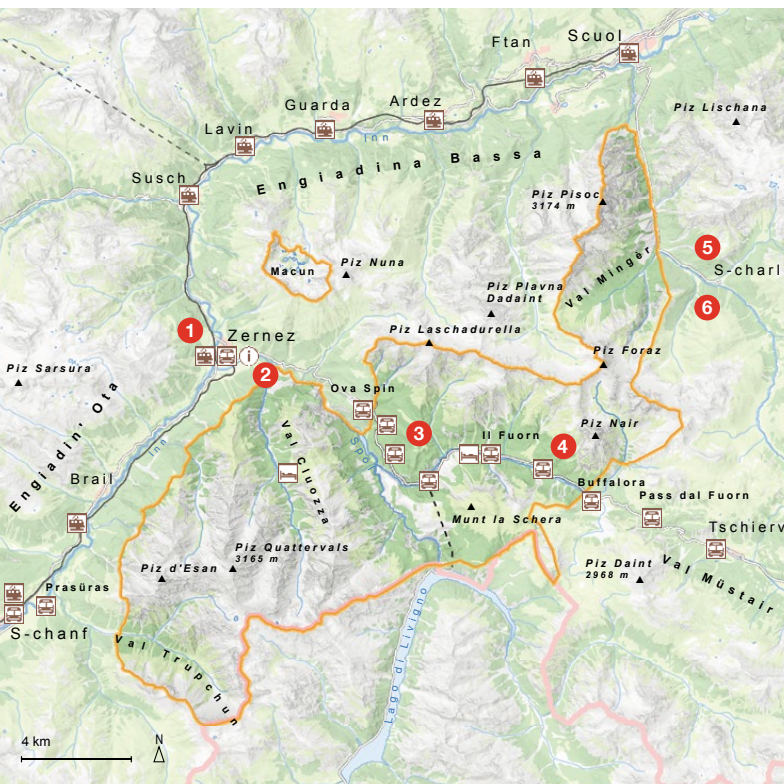 Ftan
Scuol
Ardez
Guarda
Lavin
Inn
Piz Lischana
Engiadina Bassa
Susch
Piz Pisoc
3174 m
Macun
Piz Nuna
Val Mingèr
5
S-charl
Piz Plavna
Dadaint
6
1
Zernez
i
Piz Laschadurella
Piz Foraz
Piz Sarsura
2
Ova Spin
Engiadin' Ota
Val Cluozza
Spöl
3
Il Fuorn
4
Piz Nair
Inn
Brail
Buffalora
Pass dal Fuorn
Munt la Schera
Tschierv
Piz Quattervals
3165 m
Piz d'Esan
Piz Daint
2968 m
Val Müstair
Prasüras
S-chanf
Val Trupchun
Lago di Livigno
4 km
N